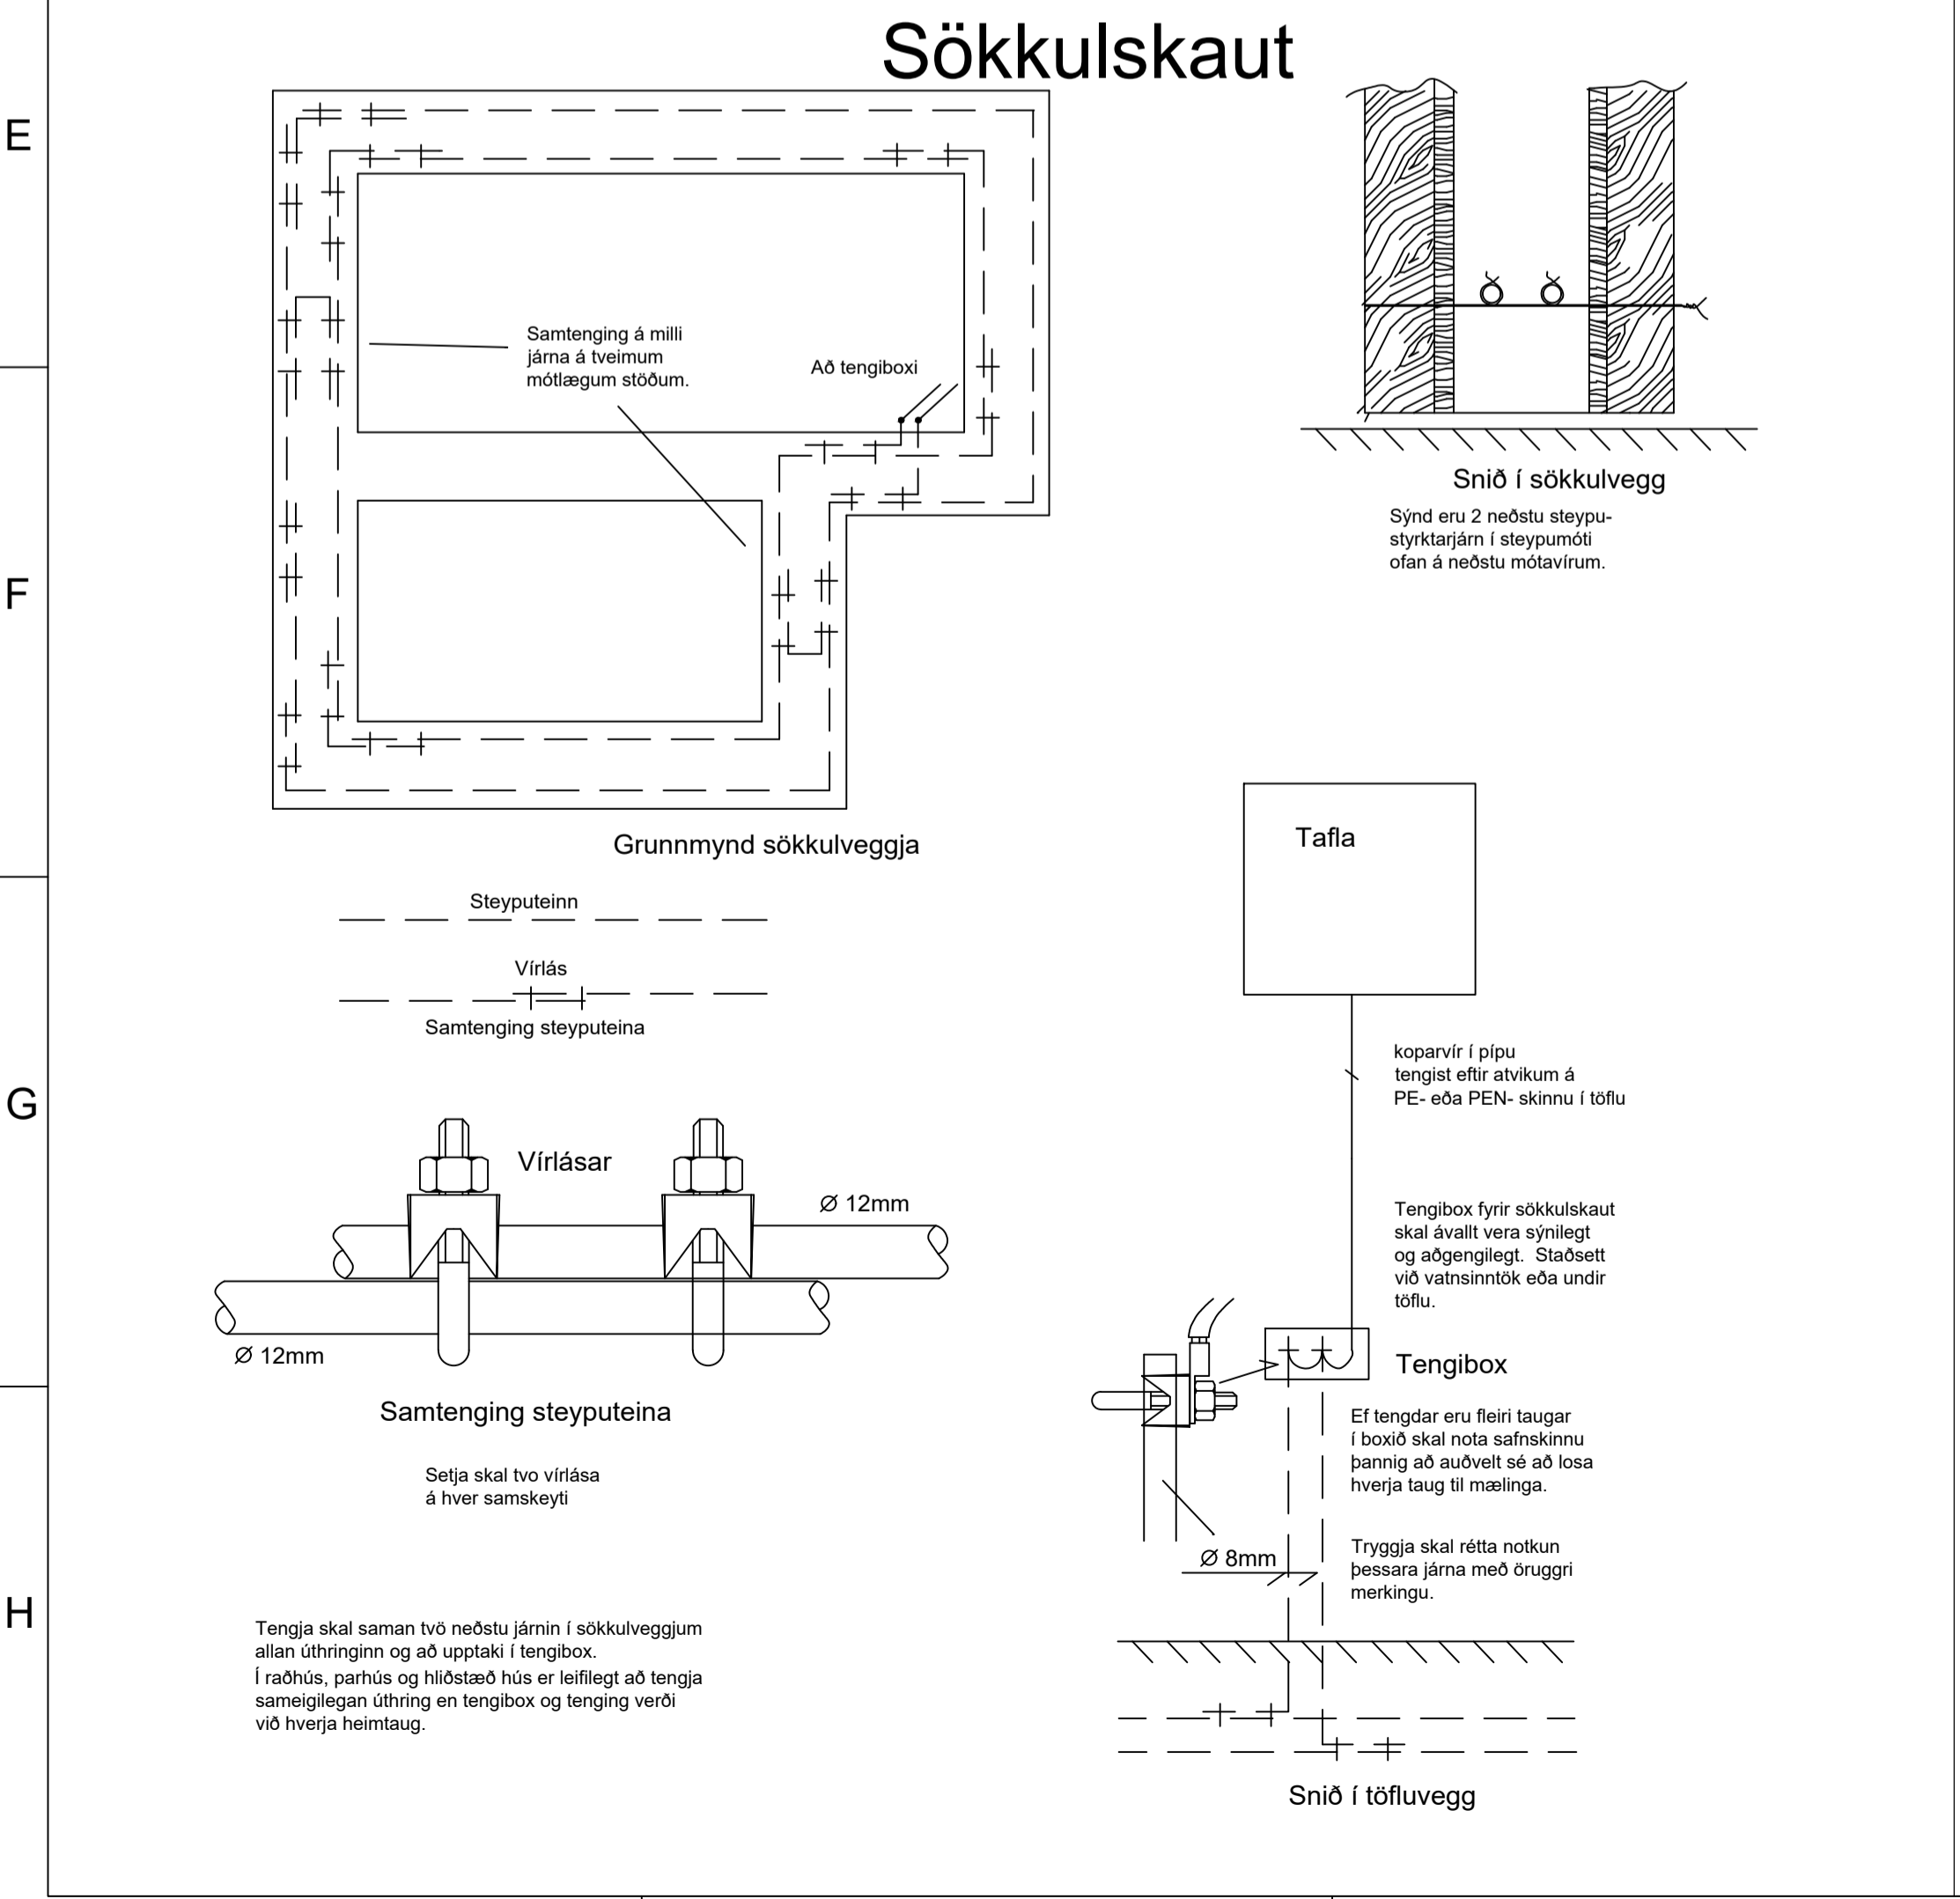 Sökkulskaut
E
F
G
H
Samtenging á milli
járna á tveimum
mótlægum stöðum.
Að tengiboxi
Grunnmynd sökkulveggja
Snið í sökkulvegg
Sýnd eru 2 neðstu steypu-
styrktarjárn í steypumóti
ofan á neðstu mótavírum.
Steyputeinn
Vírlás
Samtenging steyputeina
Vírlásar
Ø 12mm
Ø 12mm
Samtenging steyputeina
Setja skal tvo vírlása
á hver samskeyti
Tengja skal saman tvö neðstu járnin í sökkulveggjum
allan úthringinn og að upptaki í tengibox.
Í raðhús, parhús og hliðstæð hús er leifilegt að tengja
sameigilegan úthring en tengibox og tenging verði
við hverja heimtaug.
Tafla
koparvír í pípu
tengist eftir atvikum á
PE- eða PEN- skinnu í töflu
Tengibox fyrir sökkulskaut
skal ávallt vera sýnilegt
og aðgengilegt. Staðsett
við vatnsinntök eða undir
töflu.
Tengibox
Ef tengdar eru fleiri taugar
í boxið skal nota safnskinnu
þannig að auðvelt sé að losa
hverja taug til mælinga.
Ø 8mm
Tryggja skal rétta notkun
þessara járna með öruggri
merkingu.
Snið í töfluvegg